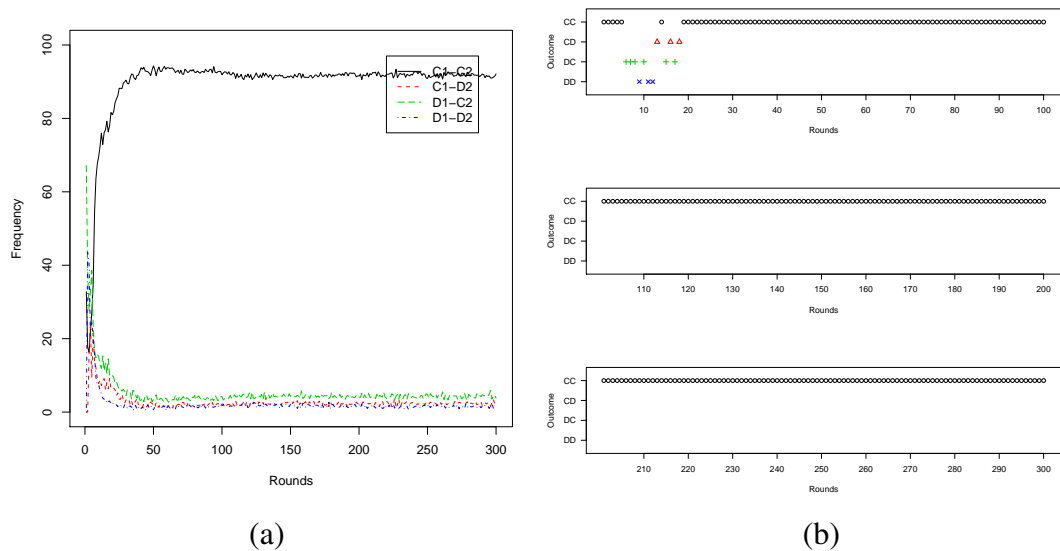 100
80
60
40
20
0
Frequency
C1−C2
C1−D2
D1−C2
D1−D2
0 50 100 150 200 250 300
Rounds
(a)
CC
CD
DC
DD
Outcome
10 20 30 40 50 60 70 80 90 100
Rounds
CC
CD
DC
DD
Outcome
110 120 130 140 150 160 170 180 190 200
Rounds
CC
CD
DC
DD
Outcome
210 220 230 240 250 260 270 280 290 300
Rounds
(b)